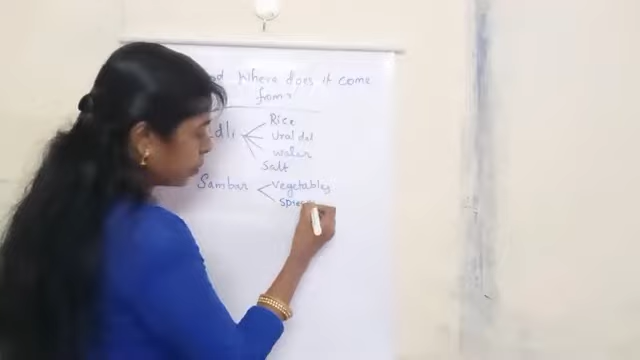 Where does it come
from?
Rice
Ural dal
water
Salt
Sambar vegetables